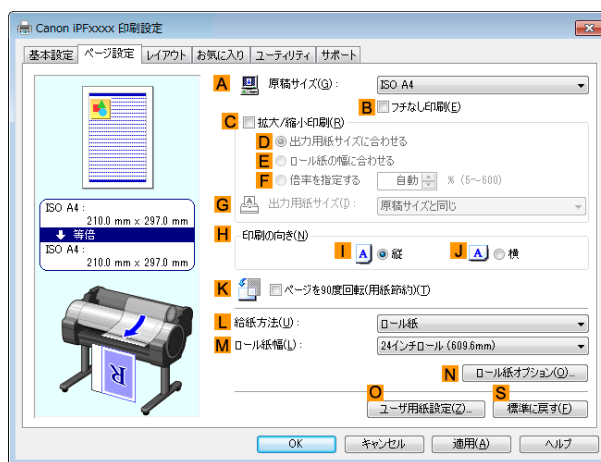 Canon iPFxxxx 印刷設定
基本設定 ページ設定 レイアウト お気に入り ユーティリティ サポート
A 原稿サイズ(G): ISO A4
B フチなし印刷(E)
C 拡大/縮小印刷(R)
D 出力用紙サイズに合わせる
E ロール紙の幅に合わせる
F 倍率を指定する 自動 % (5～600)
G 出力用紙サイズ(I): 原稿サイズと同じ
ISO A4 :
210.0 mm x 297.0 mm
等倍
ISO A4 :
210.0 mm x 297.0 mm
H 印刷の向き(N)
I A 縦 J A 横
K ページを90度回転(用紙節約)(T)
L 給紙方法(U): ロール紙
M ロール紙幅(L): 24インチロール (609.6mm)
R
N ロール紙オプション(O)...
O S
ユーザ用紙設定(Z)... 標準に戻す(F)
OK キャンセル 適用(A) ヘルプ